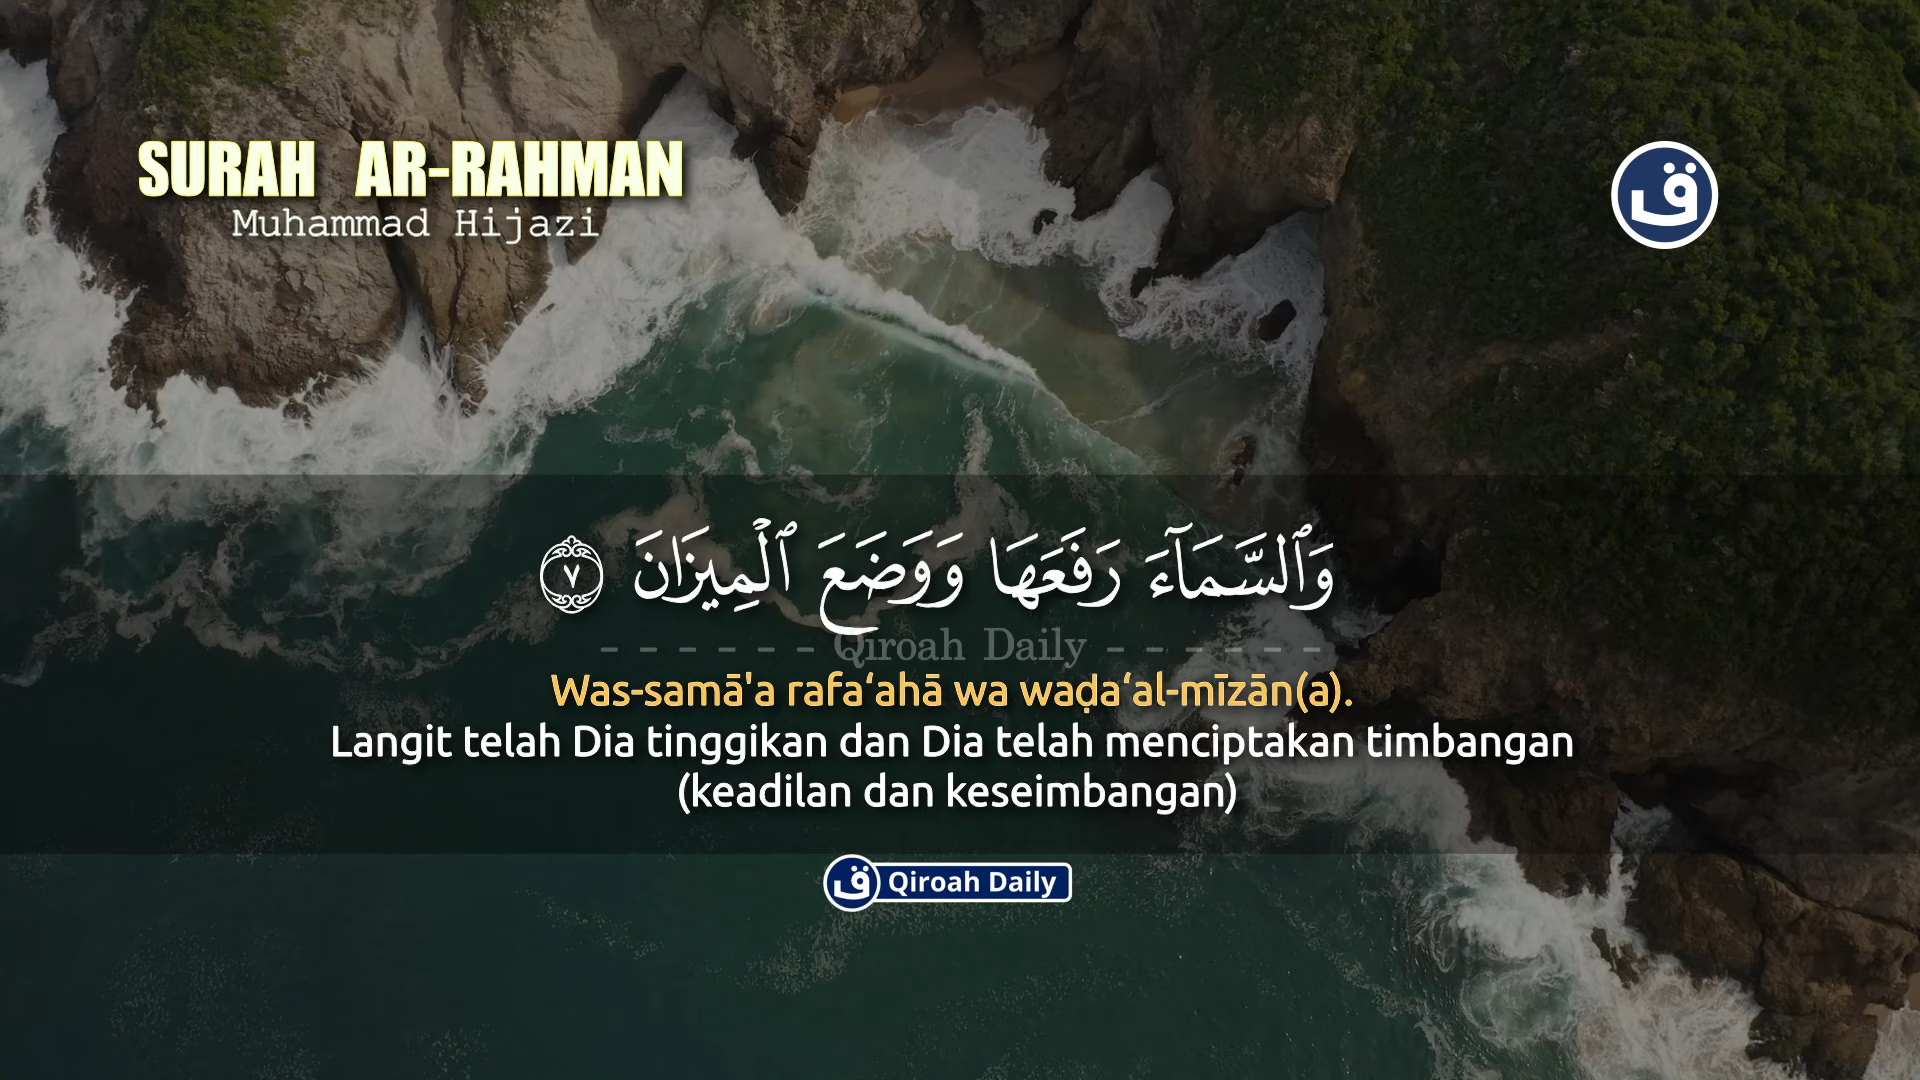 SURAH AR-RAHMAN
Muhammad Hijazi
ق
وَٱلسَّمَآءَ رَفَعَهَا وَوَضَعَ ٱلْمِيزَانَ ٧
- - - - - - Qiroah Daily - - - - - -
Was-samā'a rafa‘ahā wa waḍa‘al-mīzān(a).
Langit telah Dia tinggikan dan Dia telah menciptakan timbangan
(keadilan dan keseimbangan)
ق Qiroah Daily